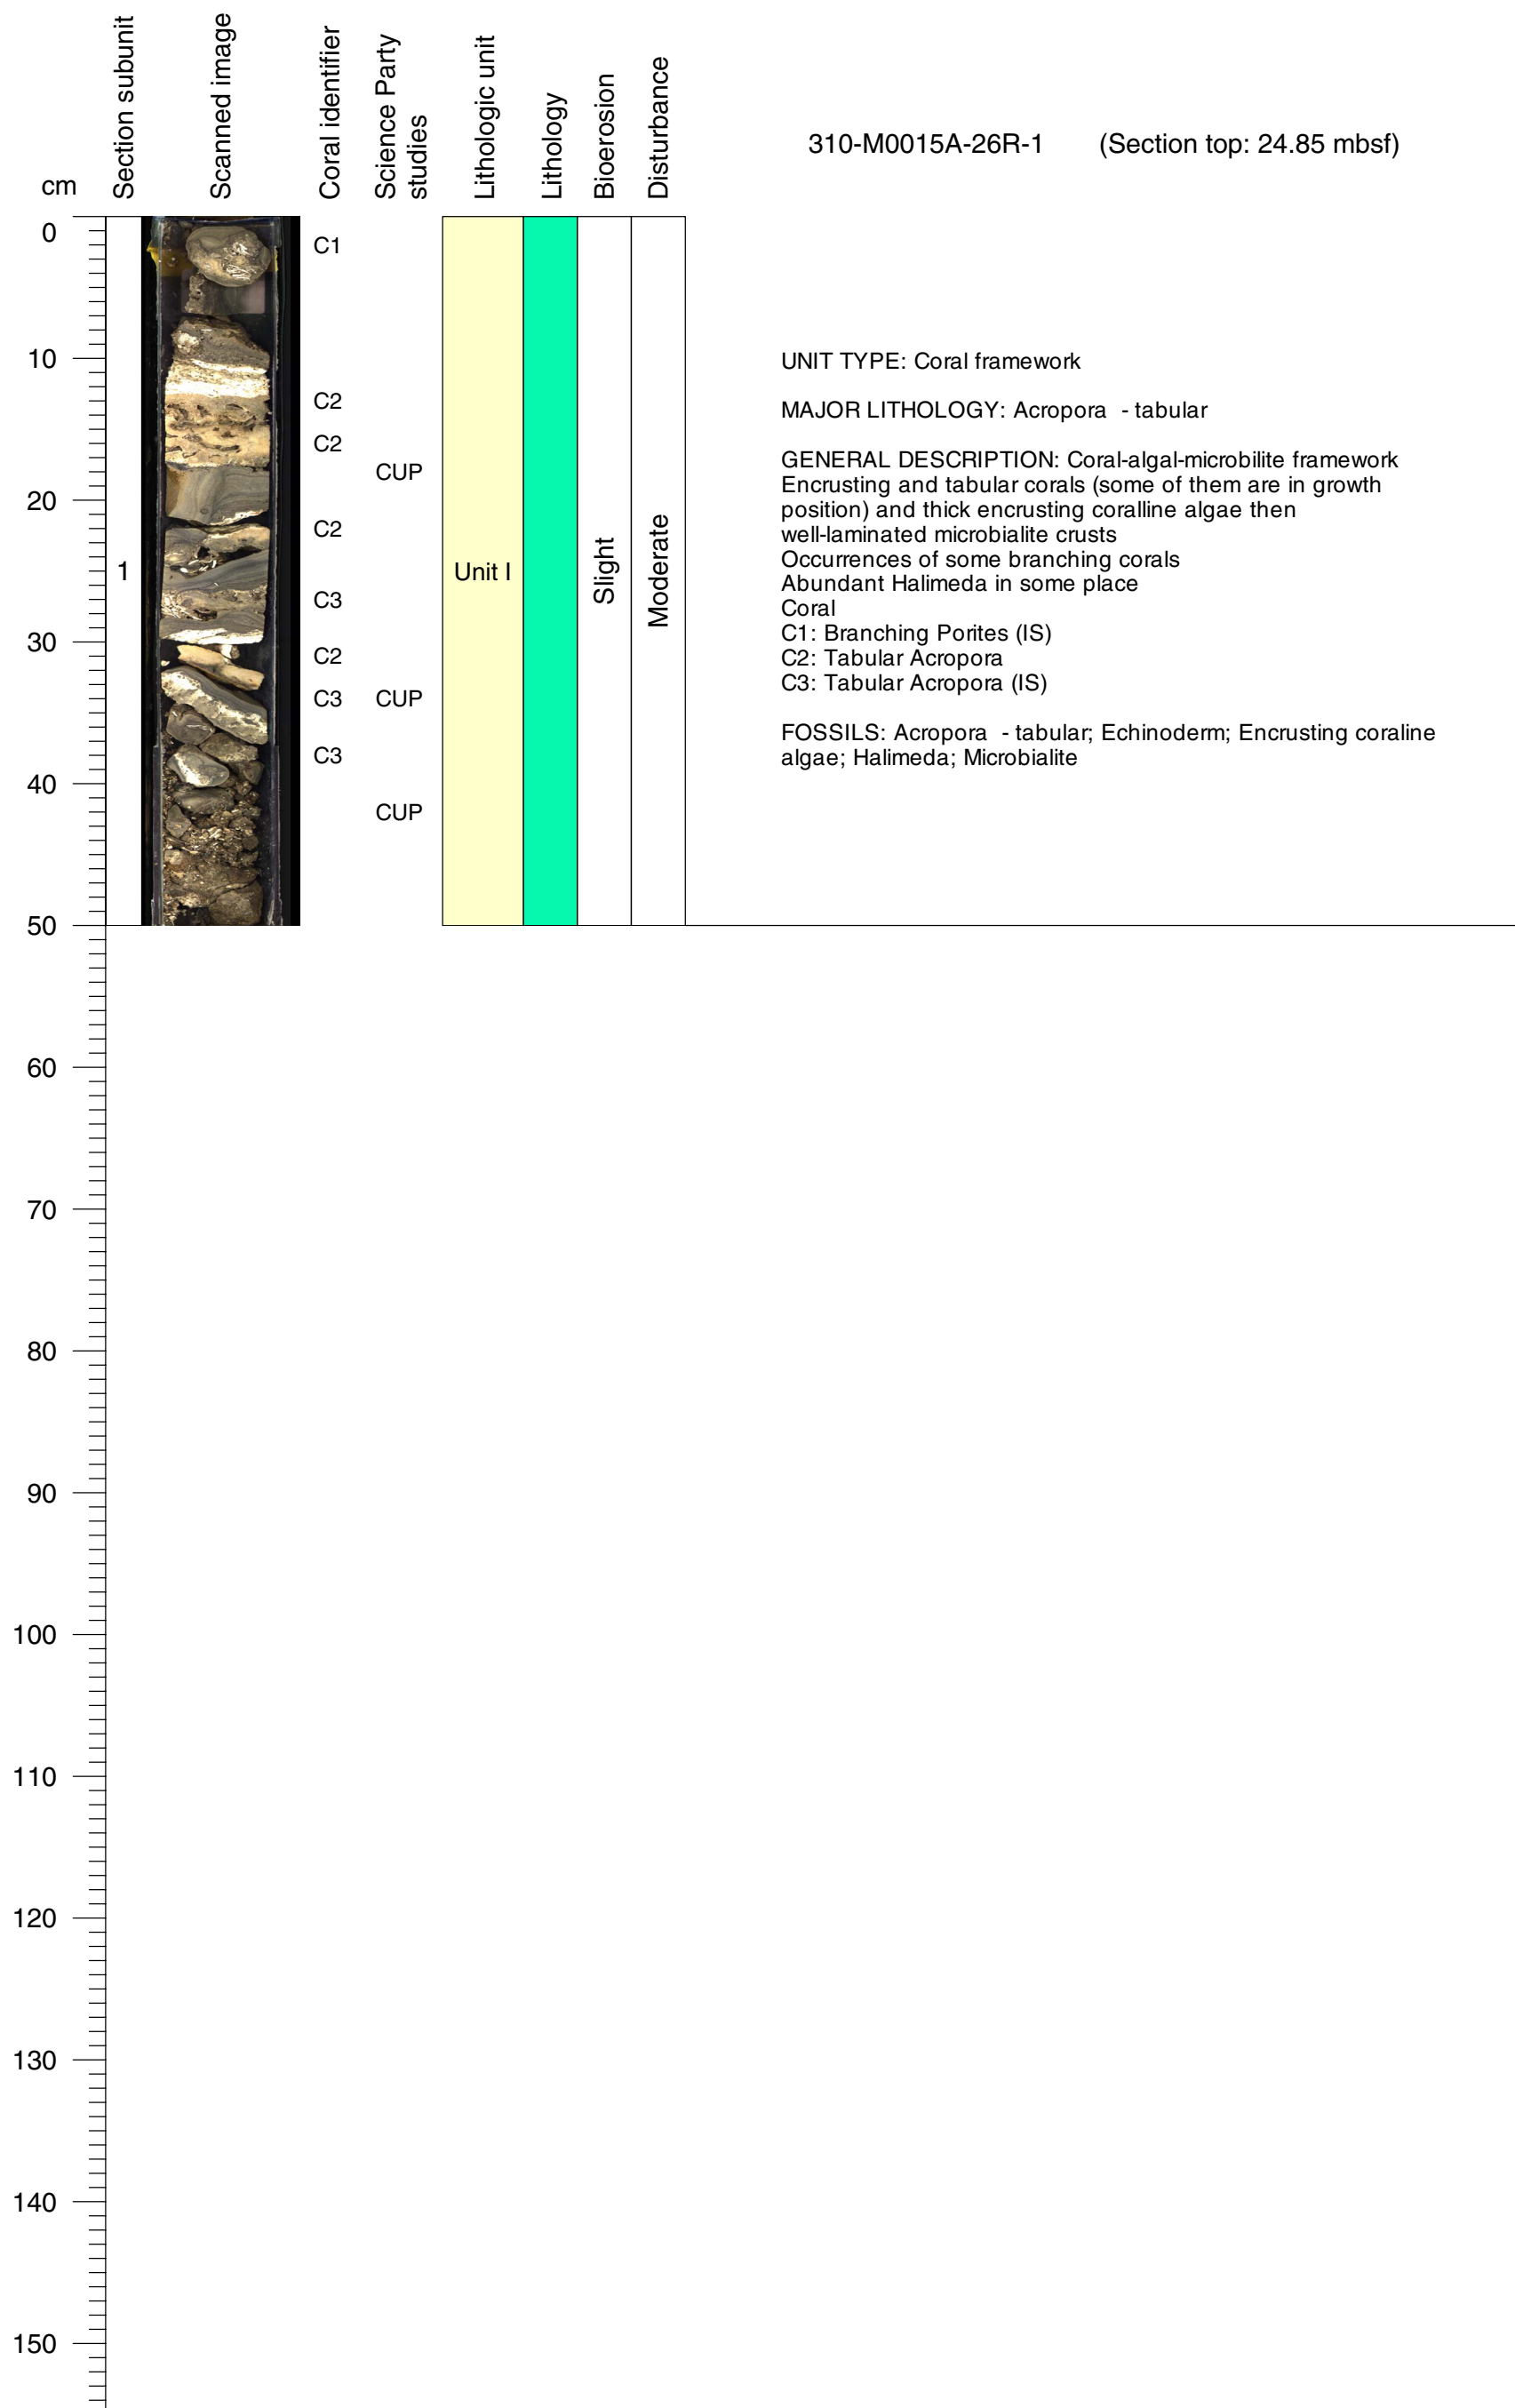 Section subunit
Scanned image
Coral identifier
Science Party
studies
Lithologic unit
Lithology
Bioerosion
Disturbance
310-M0015A-26R-1 (Section top: 24.85 mbsf)
cm
0
C1
10
C2
C2
CUP
20
C2
1
C3
Unit I
Slight
Moderate
30
C2
C3 CUP
C3
40
CUP
50
UNIT TYPE: Coral framework
MAJOR LITHOLOGY: Acropora - tabular
GENERAL DESCRIPTION: Coral-algal-microbilite framework
Encrusting and tabular corals (some of them are in growth
position) and thick encrusting coralline algae then
well-laminated microbialite crusts
Occurrences of some branching corals
Abundant Halimeda in some place
Coral
C1: Branching Porites (IS)
C2: Tabular Acropora
C3: Tabular Acropora (IS)
FOSSILS: Acropora - tabular; Echinoderm; Encrusting coraline
algae; Halimeda; Microbialite
60
70
80
90
100
110
120
130
140
150